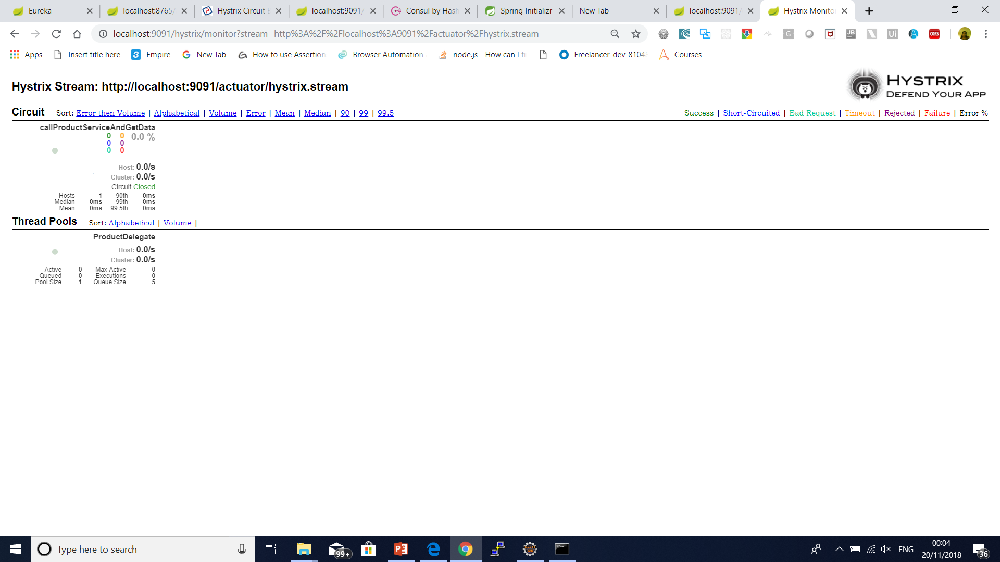 Eureka
localhost:8765/
Hystrix Circuit
localhost:9091/
Consul by Hash
Spring Initializr
New Tab
localhost:9091/
Hystrix Monito
localhost:9091/hystrix/monitor?stream=http%3A%2F%2Flocalhost%3A9091%2Factuator%2Fhystrix.stream
G JB Ui CORS
Apps Insert title here 3 Empire New Tab How to use Assertion Browser Automation node.js - How can I Freelancer-dev-8104 Courses
Hystrix Stream: http://localhost:9091/actuator/hystrix.stream
HYSTRIX
DEFEND YOUR APP
Circuit Sort: Error then Volume | Alphabetical | Volume | Error | Mean | Median | 90 | 99 | 99.5
Success | Short-Circuited | Bad Request | Timeout | Rejected | Failure | Error %
callProductServiceAndGetData
0 0 0.0 %
0 0
0 0
Host: 0.0/s
Cluster: 0.0/s
Circuit Closed
Hosts 1 90th 0ms
Median 0ms 99th 0ms
Mean 0ms 99.5th 0ms
Thread Pools Sort: Alphabetical | Volume |
ProductDelegate
Host: 0.0/s
Cluster: 0.0/s
Active 0 Max Active 0
Queued 0 Executions 0
Pool Size 1 Queue Size 5
Type here to search
99+
ENG
00:04
20/11/2018
36